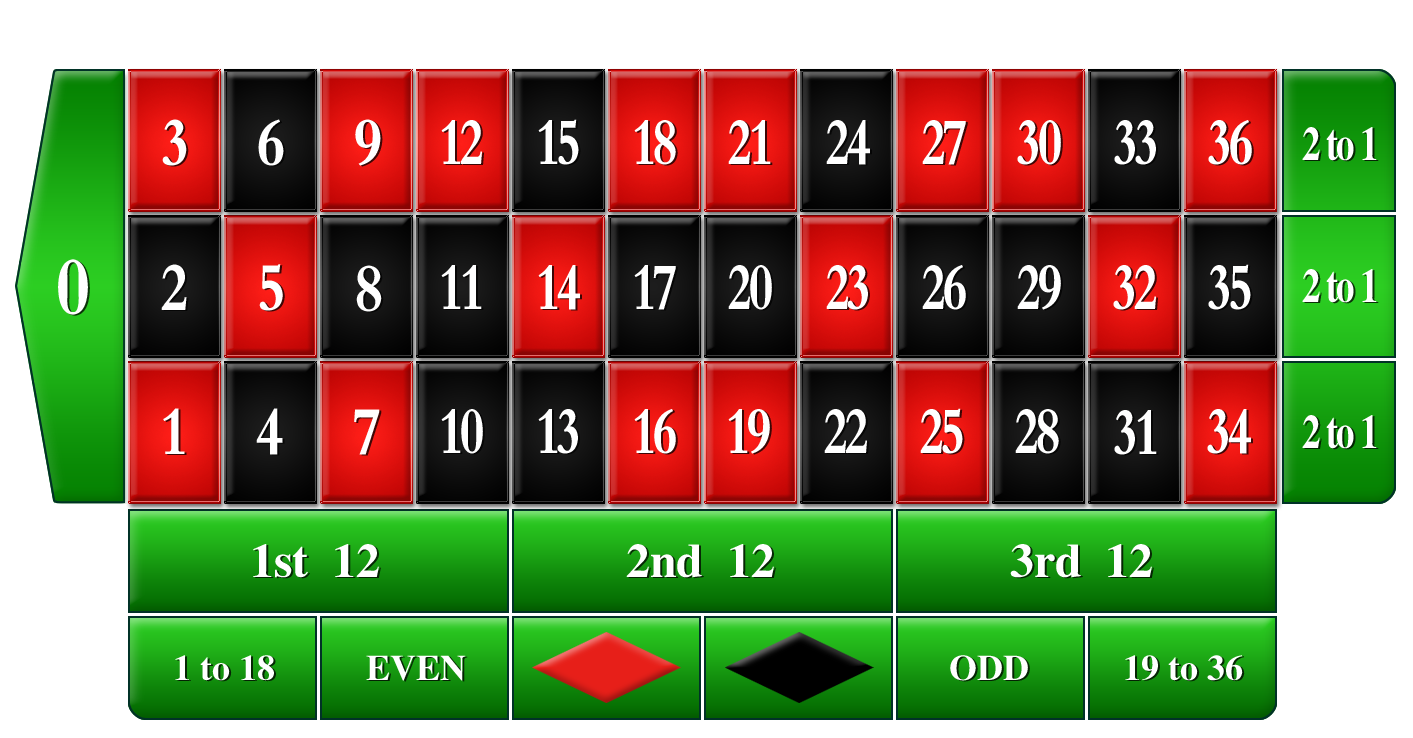 3 6 9 12 15 18 21 24 27 30 33 36 2 to 1
0 2 5 8 11 14 17 20 23 26 29 32 35 2 to 1
1 4 7 10 13 16 19 22 25 28 31 34 2 to 1
1st 12 2nd 12 3rd 12
1 to 18 EVEN ODD 19 to 36